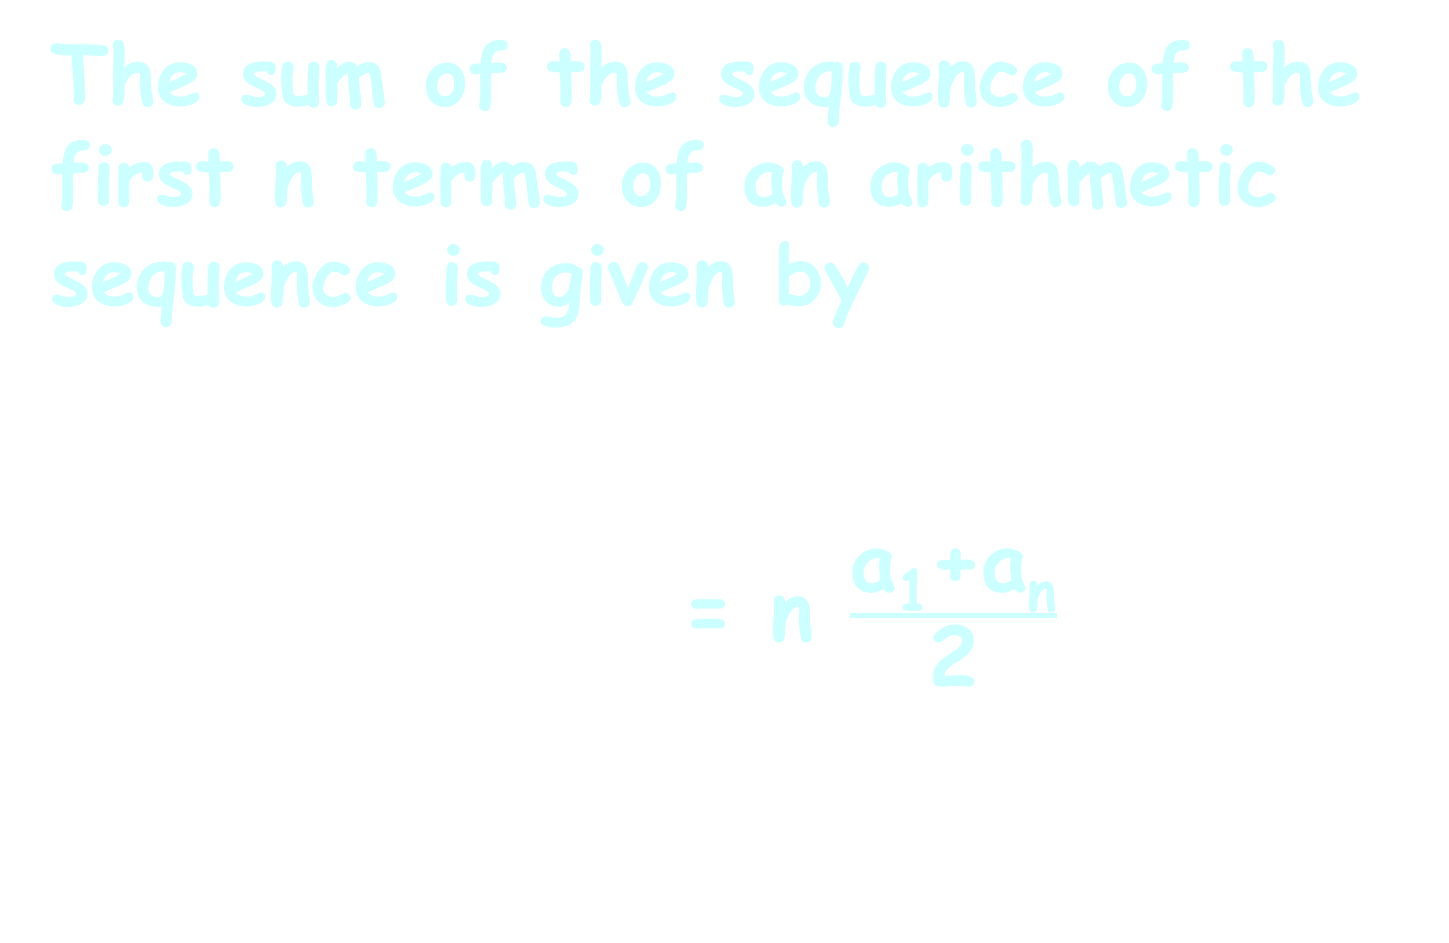 The sum of the sequence of the
first n terms of an arithmetic
sequence is given by
= n (a₁+aₙ)/2